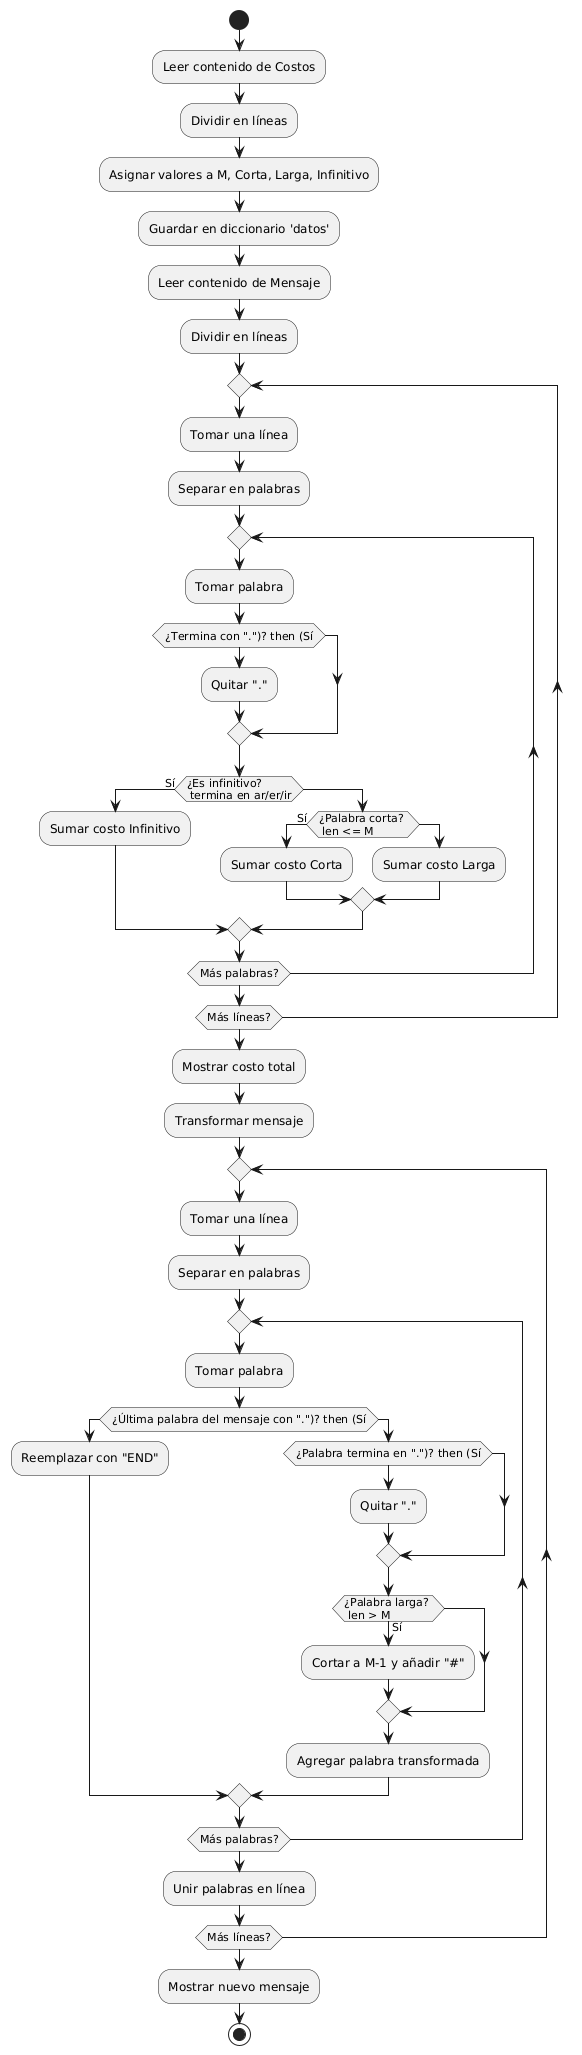 Leer contenido de Costos
Dividir en líneas
Asignar valores a M, Corta, Larga, Infinitivo
Guardar en diccionario 'datos'
Leer contenido de Mensaje
Dividir en líneas
Tomar una línea
Separar en palabras
Tomar palabra
¿Termina con ".")? then (Sí
Quitar "."
Sí
¿Es infinitivo?
termina en ar/er/ir
Sumar costo Infinitivo
Sí
¿Palabra corta?
len <= M
Sumar costo Corta
Sumar costo Larga
Más palabras?
Más líneas?
Mostrar costo total
Transformar mensaje
Tomar una línea
Separar en palabras
Tomar palabra
¿Última palabra del mensaje con ".")? then (Sí
Reemplazar con "END"
¿Palabra termina en ".")? then (Sí
Quitar "."
¿Palabra larga?
len > M
Sí
Cortar a M-1 y añadir "#"
Agregar palabra transformada
Más palabras?
Unir palabras en línea
Más líneas?
Mostrar nuevo mensaje